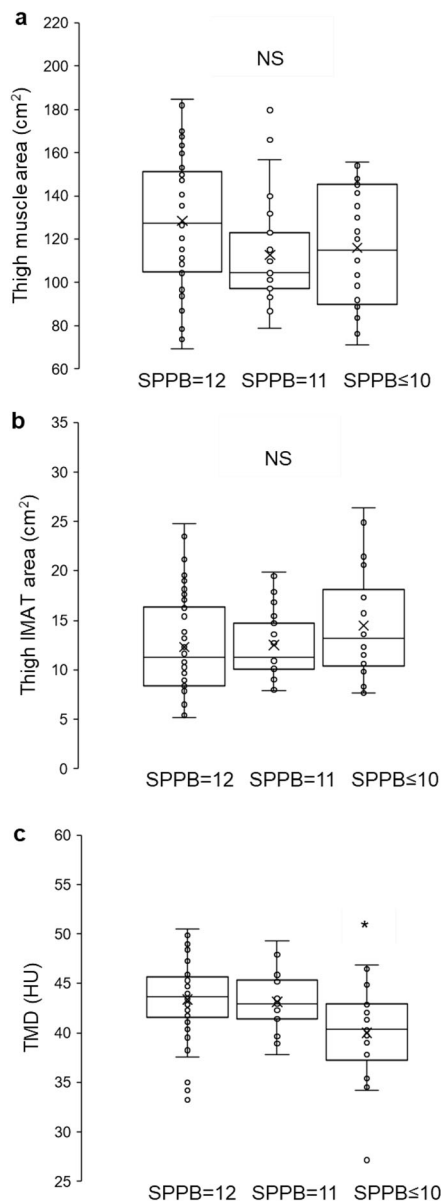 a
Thigh muscle area (cm²)
220
200
180
160
140
120
100
80
60
NS
SPPB=12 SPPB=11 SPPB≤10
b
Thigh IMAT area (cm²)
35
30
25
20
15
10
5
0
NS
SPPB=12 SPPB=11 SPPB≤10
c
TMD (HU)
60
55
50
45
40
35
30
25
*
SPPB=12 SPPB=11 SPPB≤10